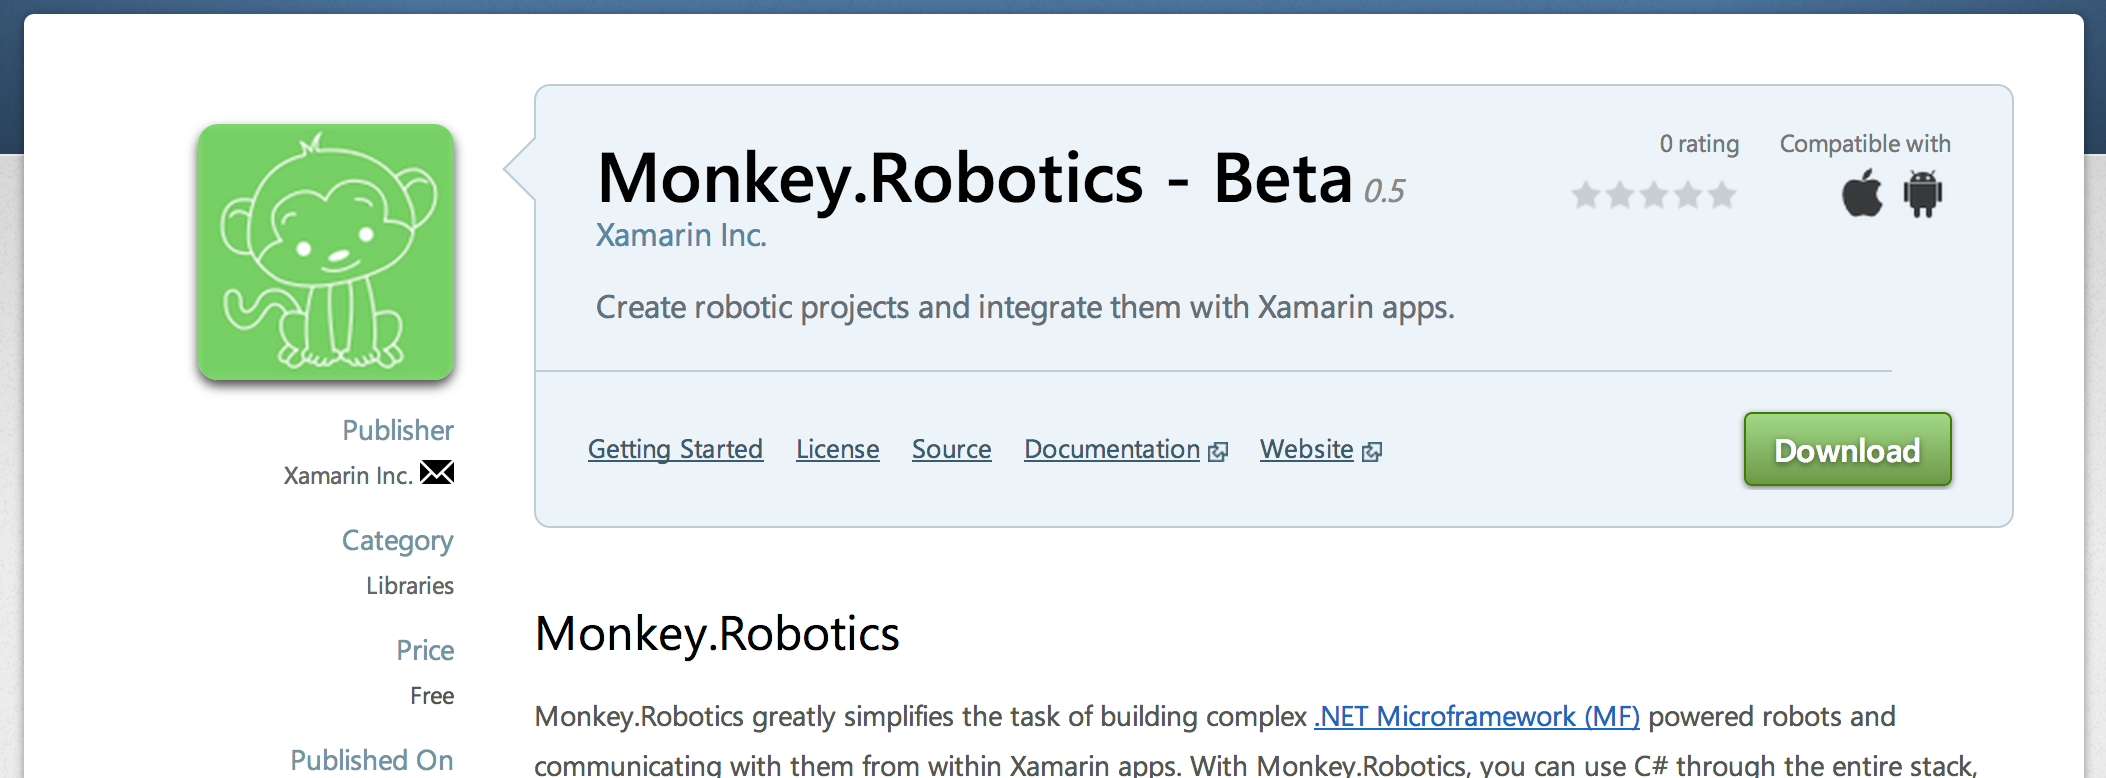 0 rating
Compatible with
Monkey.Robotics - Beta 0.5
Xamarin Inc.
Create robotic projects and integrate them with Xamarin apps.
Getting Started License Source Documentation Website
Download
Publisher
Xamarin Inc.
Category
Libraries
Price
Free
Published On
Monkey.Robotics
Monkey.Robotics greatly simplifies the task of building complex .NET Microframework (MF) powered robots and
communicating with them from within Xamarin apps. With Monkey.Robotics, you can use C# through the entire stack,